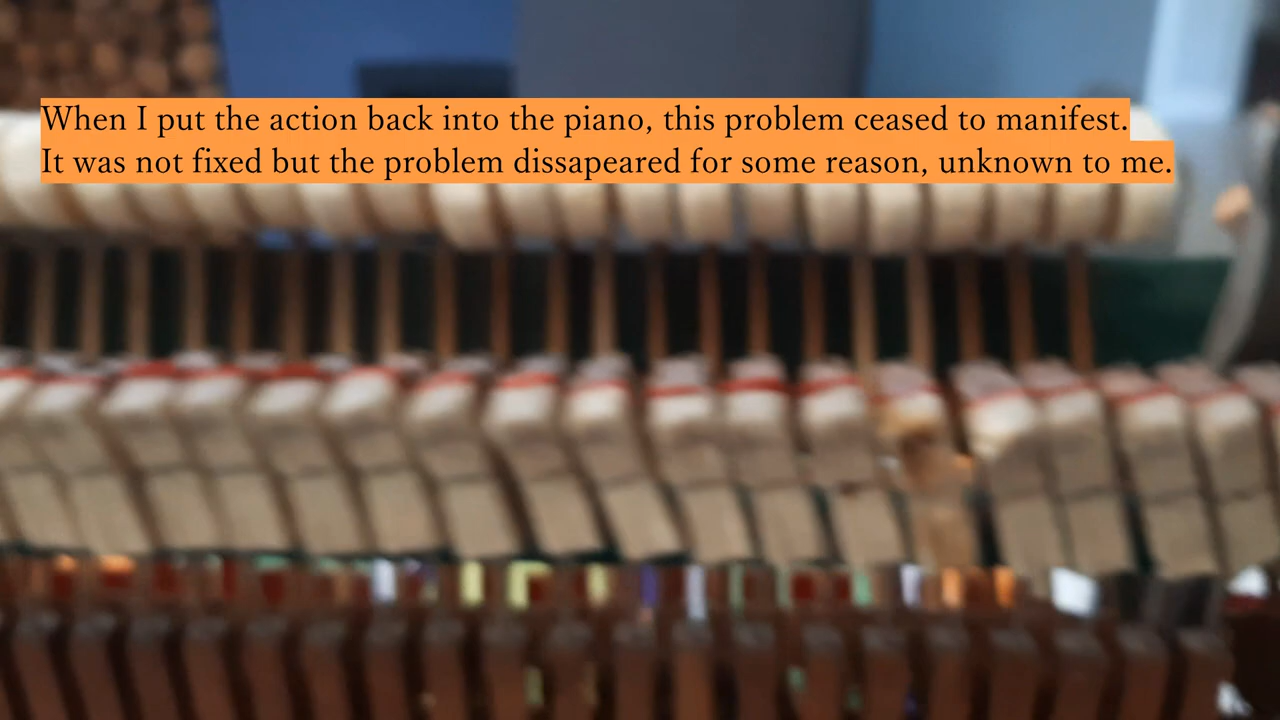 When I put the action back into the piano, this problem ceased to manifest.
It was not fixed but the problem dissapeared for some reason, unknown to me.